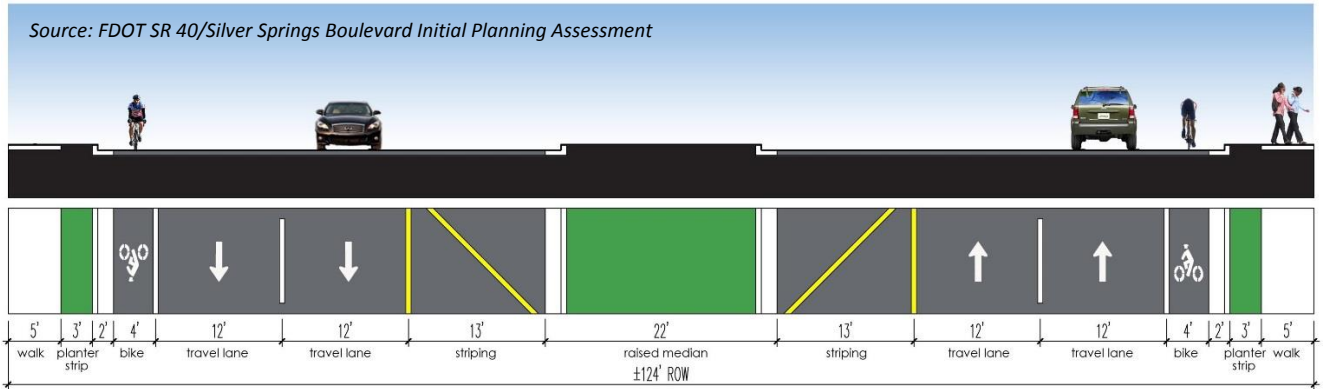 Source: FDOT SR 40/Silver Springs Boulevard Initial Planning Assessment
5' 3' 2' 4' 12' 12' 13' 22' 13' 12' 12' 4' 2' 3' 5'
walk planter strip bike travel lane travel lane striping raised median striping travel lane travel lane bike planter strip walk
±124' ROW